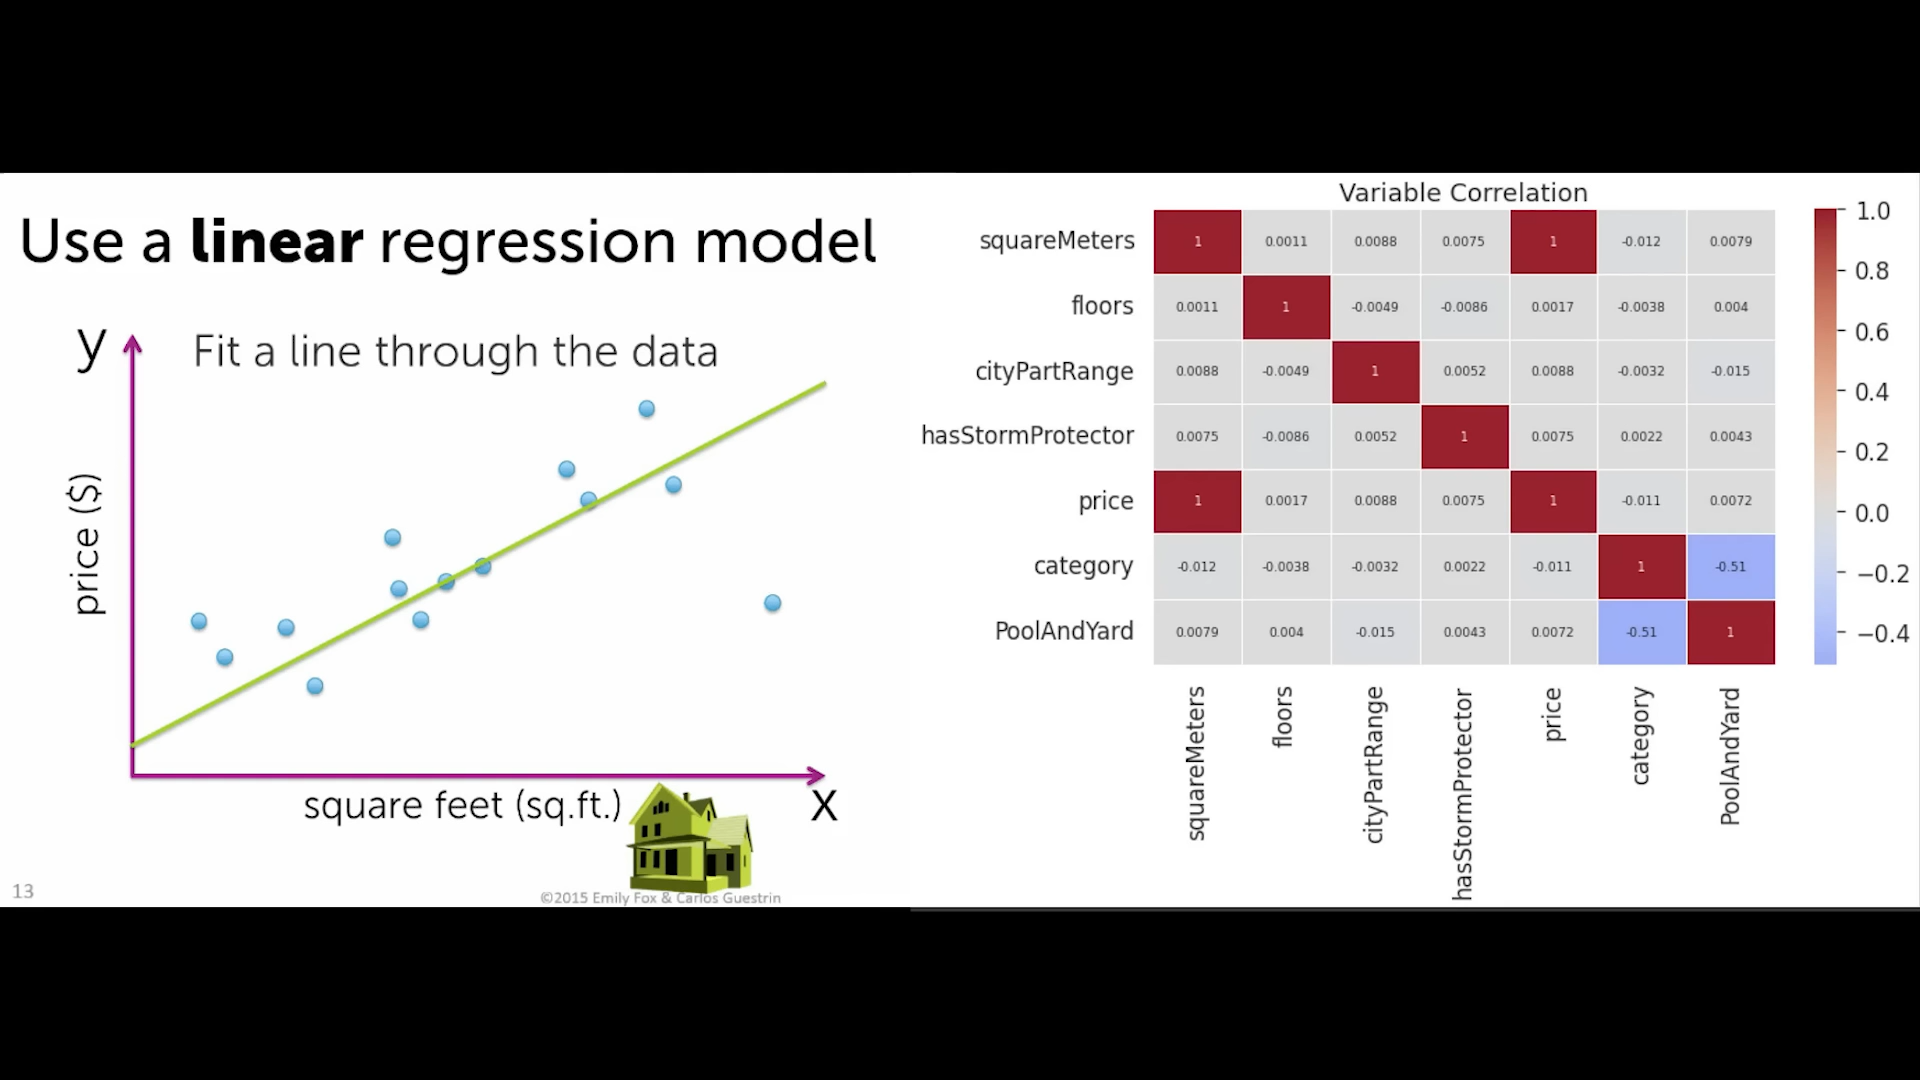 Use a linear regression model
y
Fit a line through the data
price ($)
square feet (sq.ft.)
X
13
©2015 Emily Fox & Carlos Guestrin
Variable Correlation
squareMeters 1 0.0011 0.0088 0.0075 1 -0.012 0.0079
floors 0.0011 1 -0.0049 -0.0086 0.0017 -0.0038 0.004
cityPartRange 0.0088 -0.0049 1 0.0052 0.0088 -0.0032 -0.015
hasStormProtector 0.0075 -0.0086 0.0052 1 0.0075 0.0022 0.0043
price 1 0.0017 0.0088 0.0075 1 -0.011 0.0072
category -0.012 -0.0038 -0.0032 0.0022 -0.011 1 -0.51
PoolAndYard 0.0079 0.004 -0.015 0.0043 0.0072 -0.51 1
squareMeters
floors
cityPartRange
hasStormProtector
price
category
PoolAndYard
1.0
0.8
0.6
0.4
0.2
0.0
−0.2
−0.4